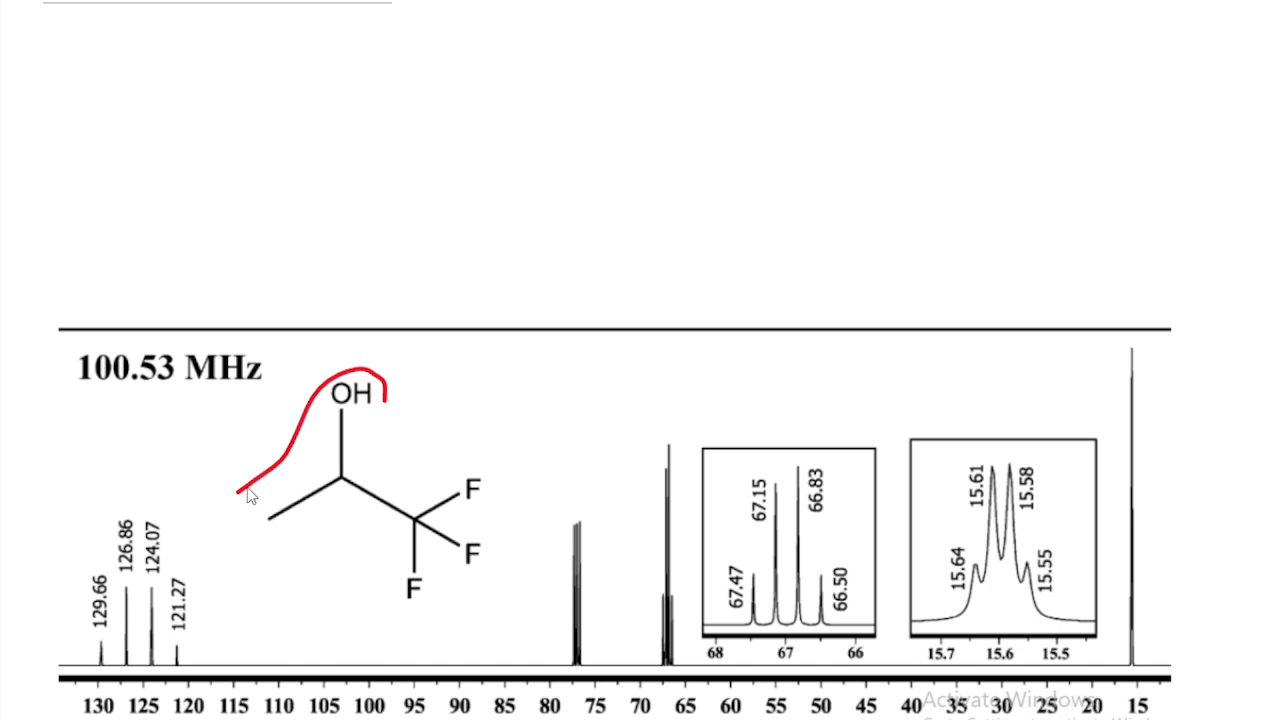 100.53 MHz
OH
F
F
F
129.66
126.86
124.07
121.27
67.47
67.15
66.83
66.50
68 67 66
15.64
15.61
15.58
15.55
15.7 15.6 15.5
130 125 120 115 110 105 100 95 90 85 80 75 70 65 60 55 50 45 40 35 30 25 20 15
Activate Windows